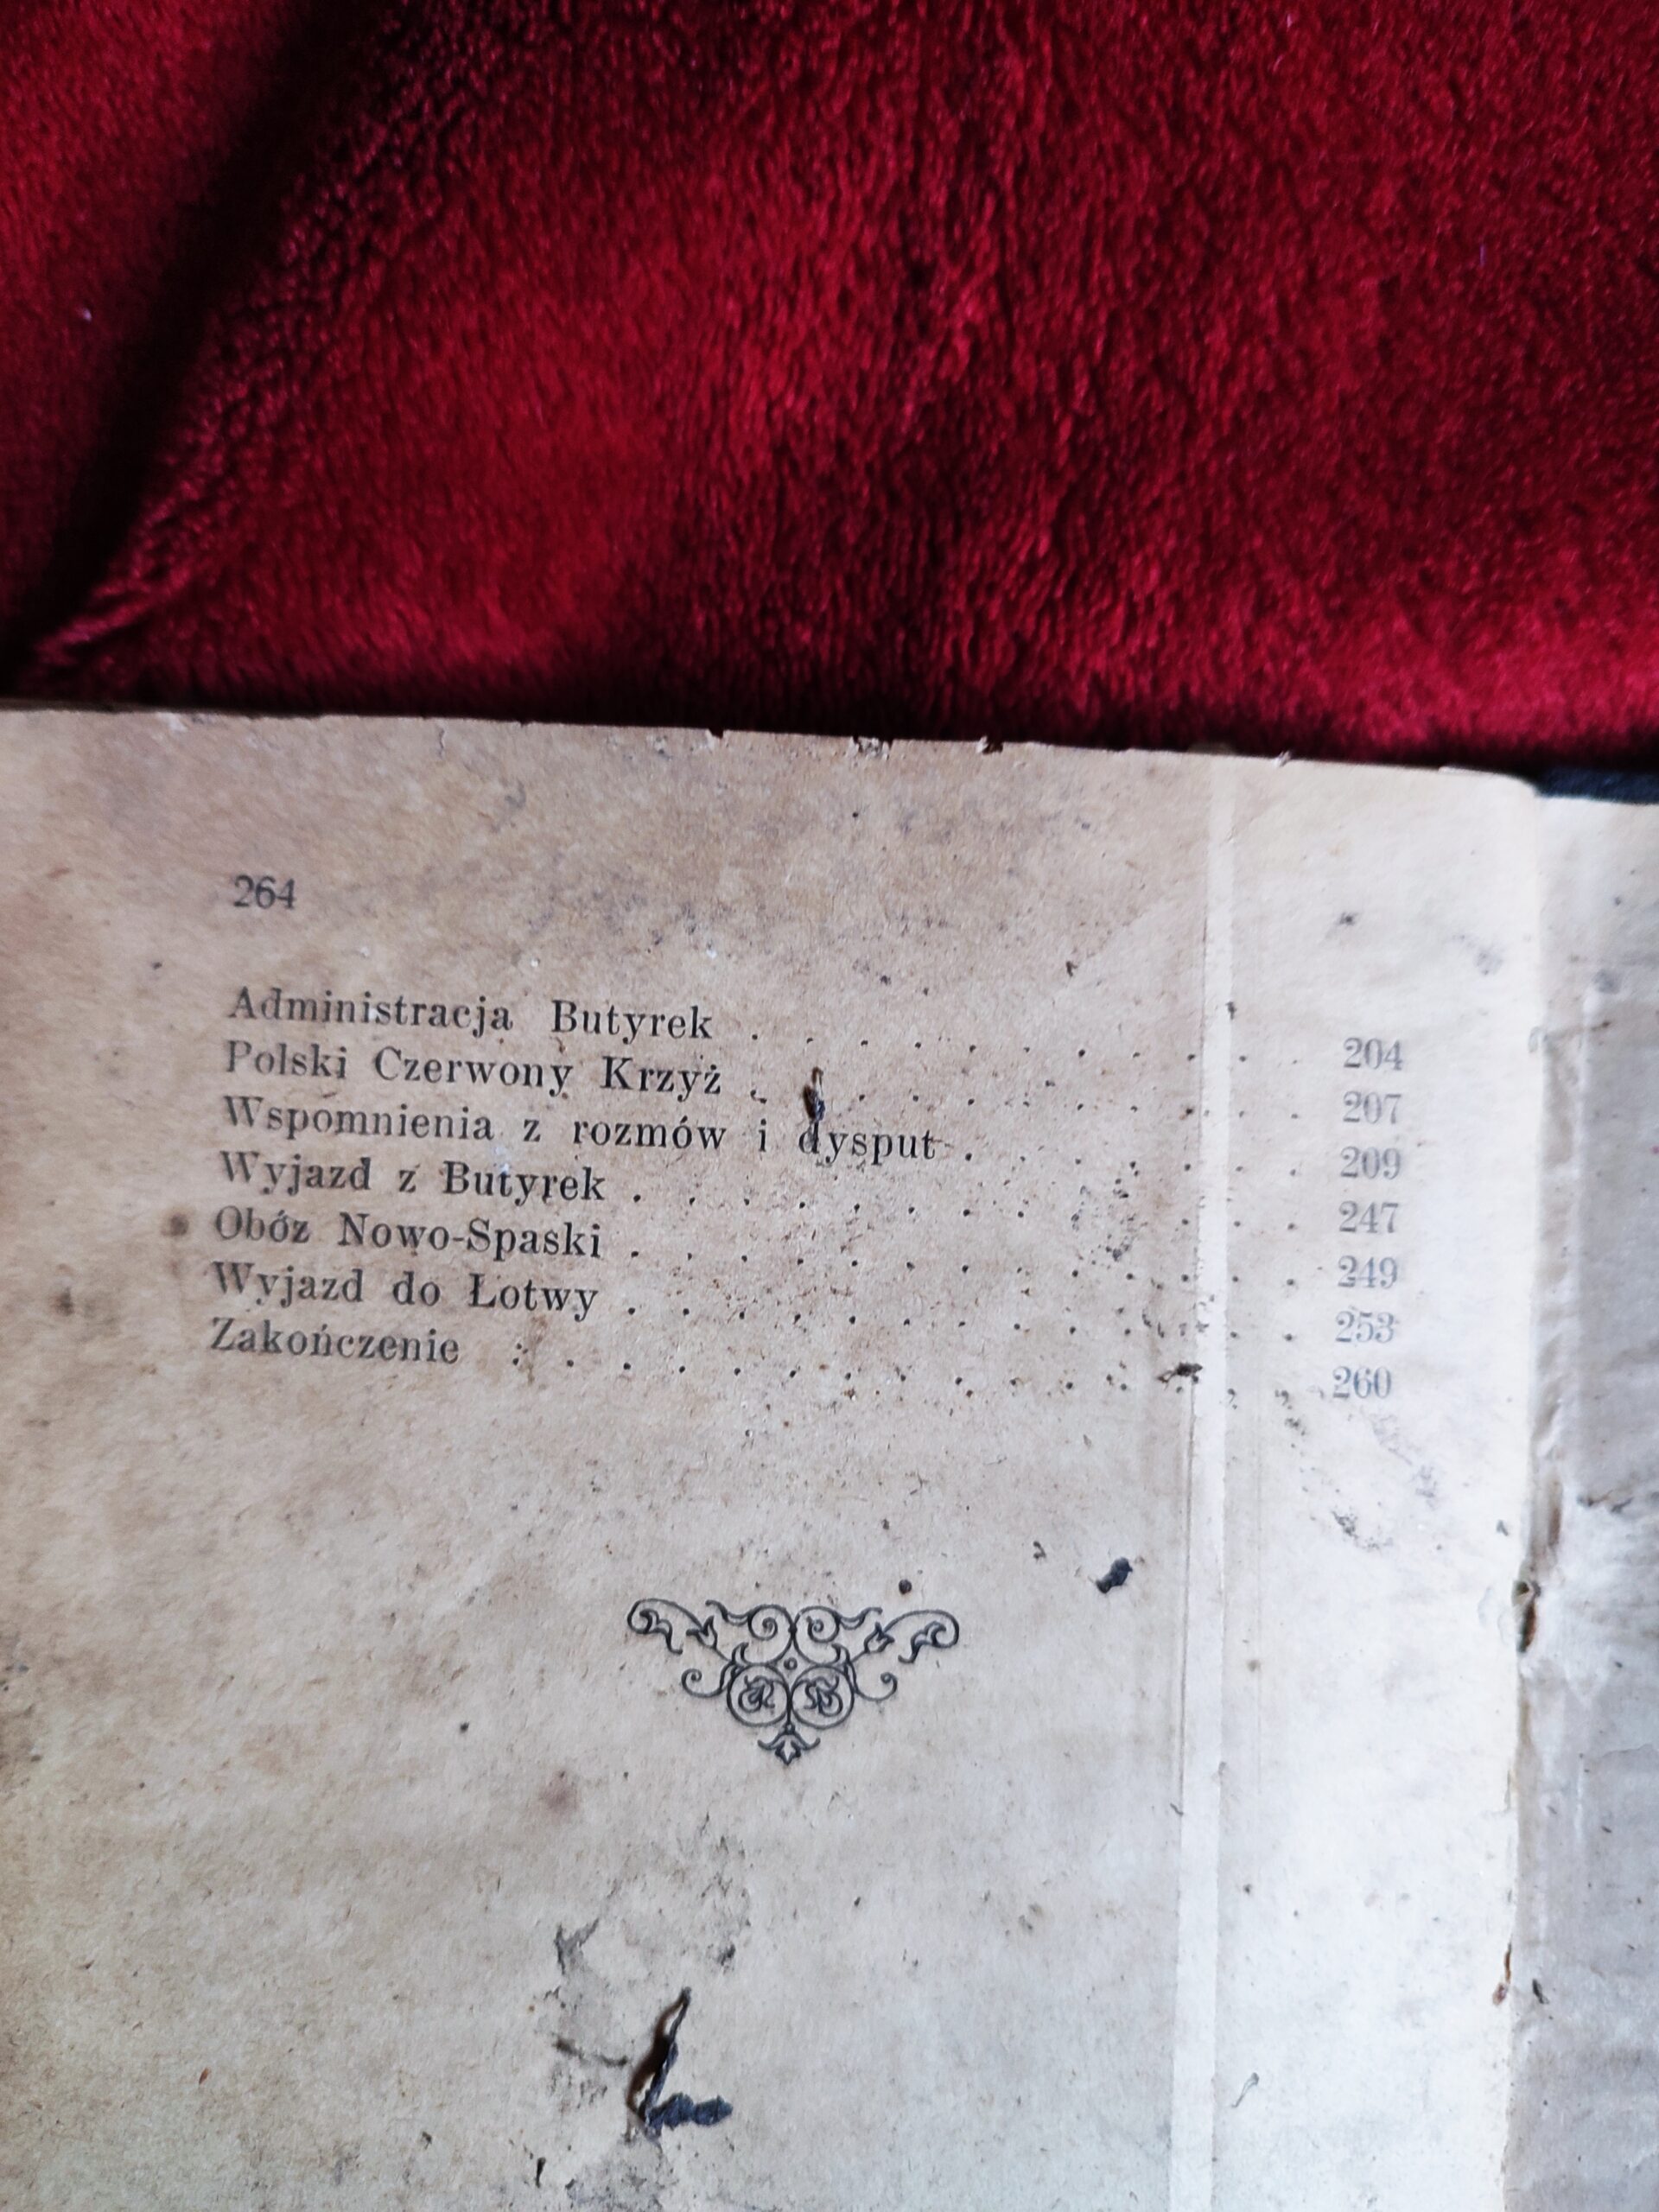 264
Administracja Butyrek . . . . . . . . . . . 204
Polski Czerwony Krzyż . . . . . . . . . . . 207
Wspomnienia z rozmów i dysput . . . . . . . 209
Wyjazd z Butyrek . . . . . . . . . . . . . 247
Obóz Nowo-Spaski . . . . . . . . . . . . . 249
Wyjazd do Łotwy . . . . . . . . . . . . . 253
Zakończenie . . . . . . . . . . . . . . . 260